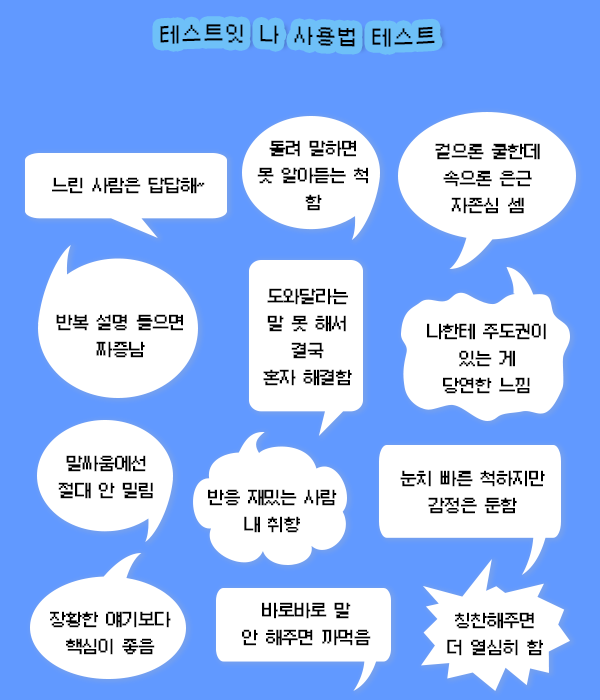 테스트잇 나 사용법 테스트
느린 사람은 답답해~
돌려 말하면
못 알아듣는 척
함
겉으론 쿨한데
속으론 은근
자존심 셈
반복 설명 들으면
짜증남
도와달라는
말 못 해서
결국
혼자 해결함
나한테 주도권이
있는 게
당연한 느낌
말싸움에선
절대 안 밀림
반응 재밌는 사람
내 취향
눈치 빠른 척하지만
감정은 둔함
장황한 얘기보다
핵심이 좋음
바로바로 말
안 해주면 까먹음
칭찬해주면
더 열심히 함